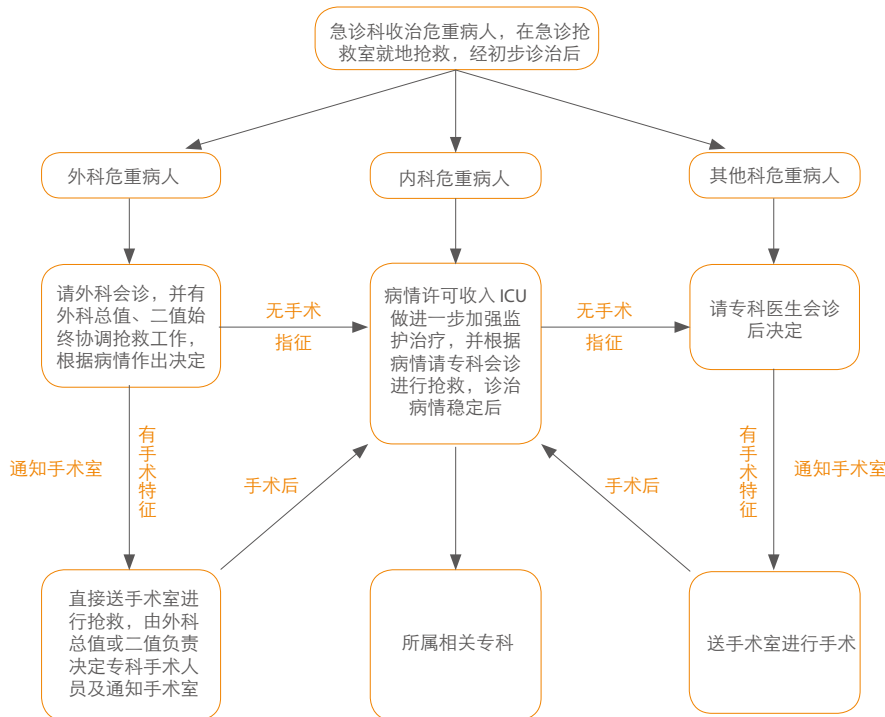 急诊科收治危重病人，在急诊抢
救室就地抢救，经初步诊治后
外科危重病人
内科危重病人
其他科危重病人
请外科会诊，并有
外科总值、二值始
终协调抢救工作，
根据病情作出决定
无手术
指征
病情许可收入 ICU
做进一步加强监
护治疗，并根据
病情请专科会诊
进行抢救，诊治
病情稳定后
无手术
指征
请专科医生会诊
后决定
通知手术室
有手术特征
手术后
手术后
有手术特征
通知手术室
直接送手术室进
行抢救，由外科
总值或二值负责
决定专科手术人
员及通知手术室
所属相关专科
送手术室进行手术